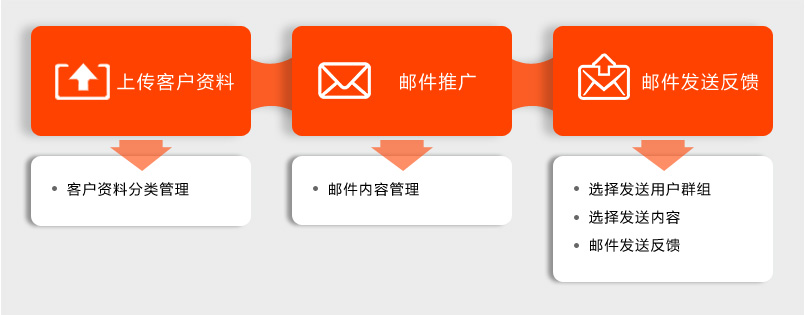 上传客户资料
邮件推广
邮件发送反馈
客户资料分类管理
邮件内容管理
选择发送用户群组
选择发送内容
邮件发送反馈